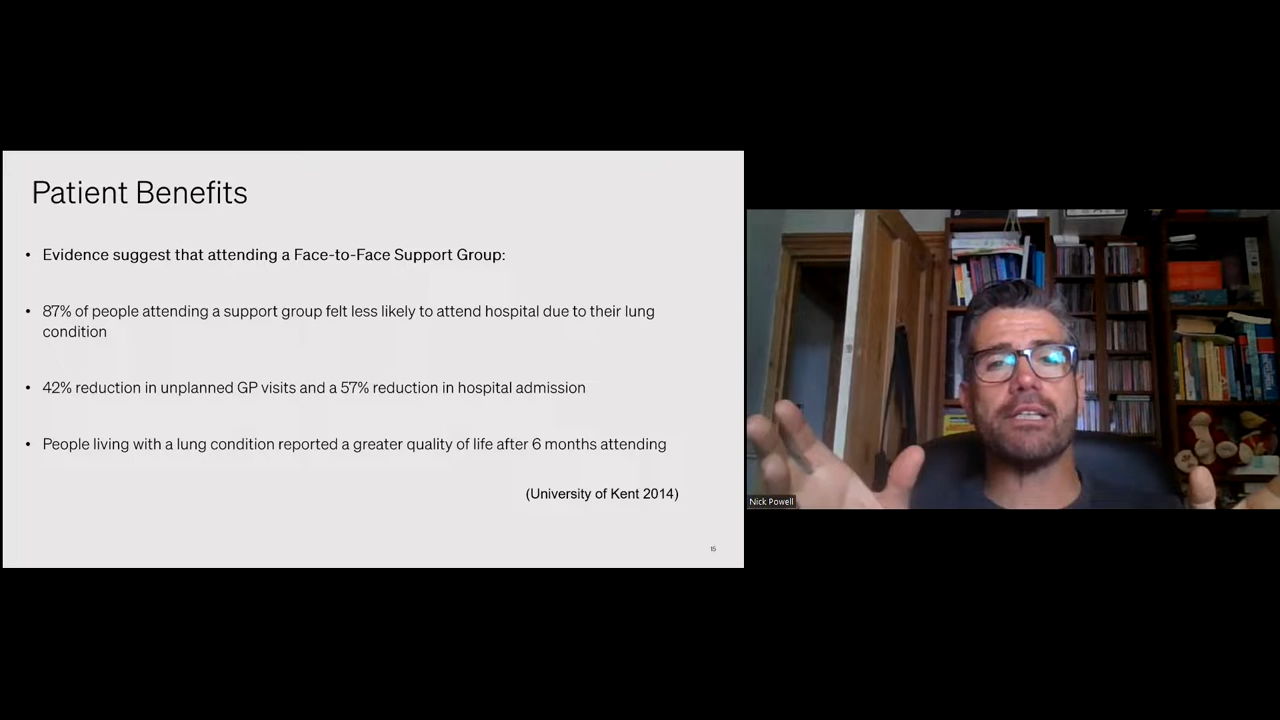 Patient Benefits
• Evidence suggest that attending a Face-to-Face Support Group:
• 87% of people attending a support group felt less likely to attend hospital due to their lung
condition
• 42% reduction in unplanned GP visits and a 57% reduction in hospital admission
• People living with a lung condition reported a greater quality of life after 6 months attending
(University of Kent 2014)
15
Nick Powell